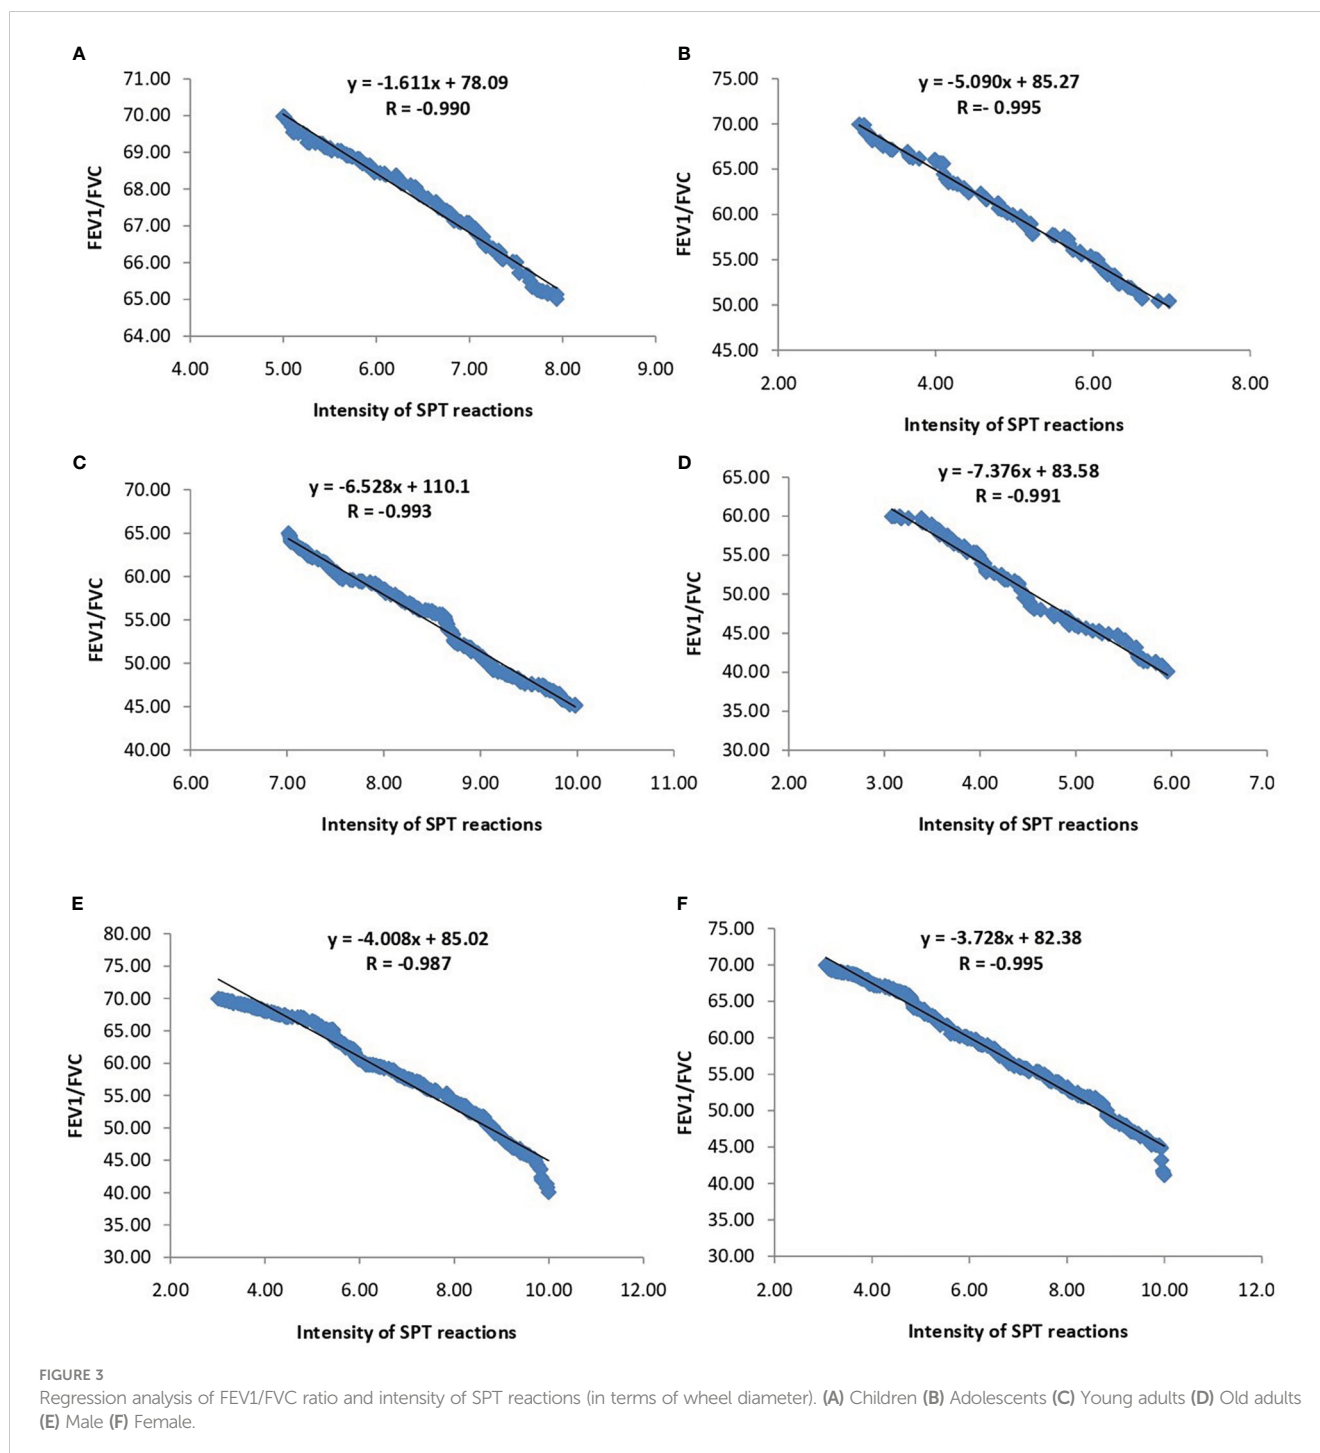 A
y = -1.611x + 78.09
R = -0.990
71.00
70.00
69.00
68.00
67.00
66.00
65.00
64.00
FEV1/FVC
4.00 5.00 6.00 7.00 8.00 9.00
Intensity of SPT reactions
B
y = -5.090x + 85.27
R =- 0.995
75.00
70.00
65.00
60.00
55.00
50.00
45.00
FEV1/FVC
2.00 4.00 6.00 8.00
Intensity of SPT reactions
C
y = -6.528x + 110.1
R = -0.993
70.00
65.00
60.00
55.00
50.00
45.00
40.00
FEV1/FVC
6.00 7.00 8.00 9.00 10.00 11.00
Intensity of SPT reactions
D
y = -7.376x + 83.58
R = -0.991
65.00
60.00
55.00
50.00
45.00
40.00
35.00
30.00
FEV1/FVC
2.00 3.00 4.00 5.00 6.00 7.0
Intensity of SPT reactions
E
y = -4.008x + 85.02
R = -0.987
80.00
75.00
70.00
65.00
60.00
55.00
50.00
45.00
40.00
35.00
30.00
FEV1/FVC
2.00 4.00 6.00 8.00 10.00 12.00
Intensity of SPT reactions
F
y = -3.728x + 82.38
R = -0.995
75.00
70.00
65.00
60.00
55.00
50.00
45.00
40.00
35.00
30.00
FEV1/FVC
2.00 4.00 6.00 8.00 10.00 12.0
Intensity of SPT reactions
FIGURE 3
Regression analysis of FEV1/FVC ratio and intensity of SPT reactions (in terms of wheel diameter). (A) Children (B) Adolescents (C) Young adults (D) Old adults
(E) Male (F) Female.